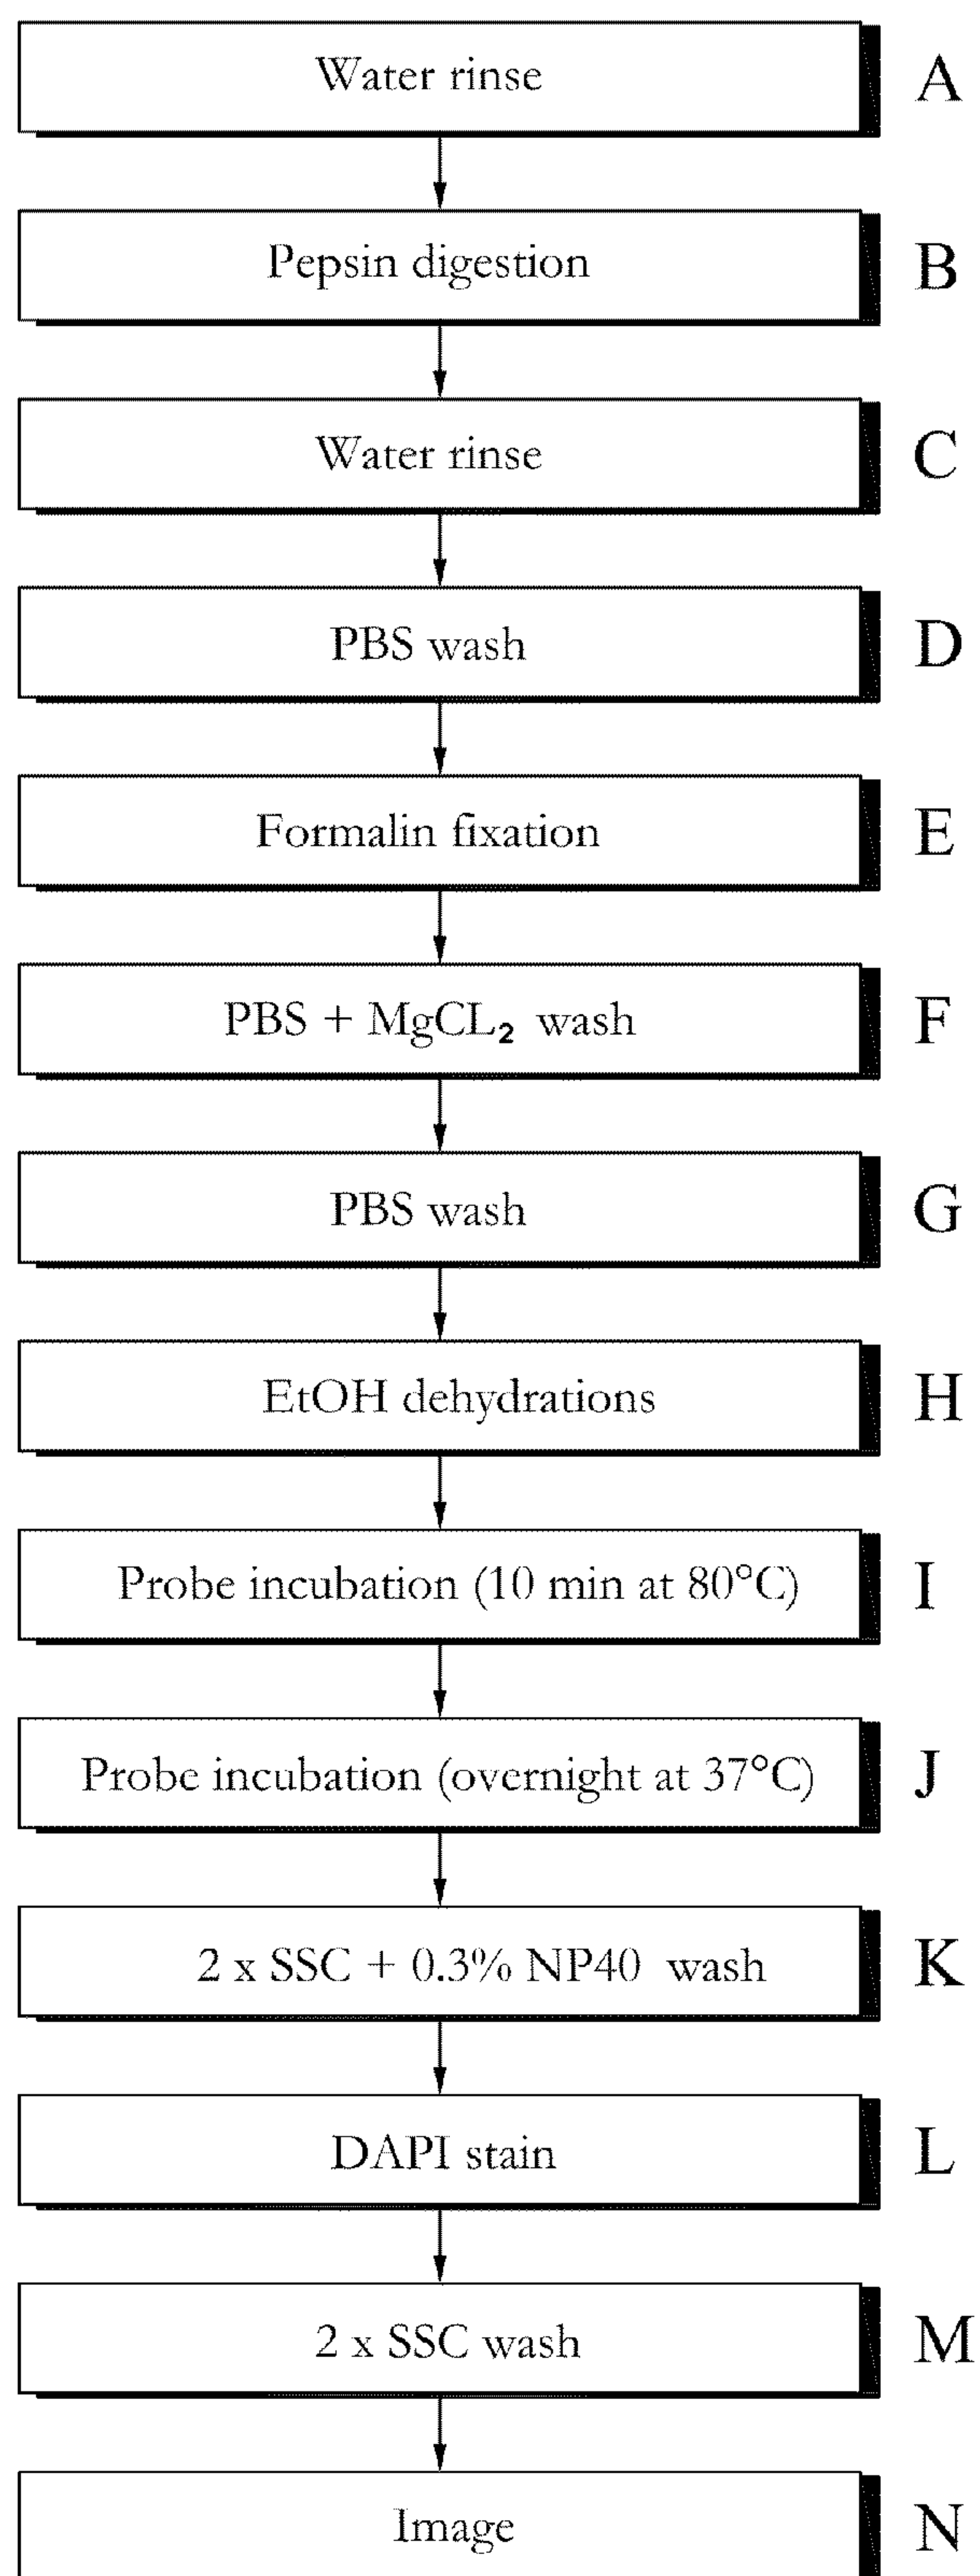 Water rinse A
Pepsin digestion B
Water rinse C
PBS wash D
Formalin fixation E
PBS + MgCL₂ wash F
PBS wash G
EtOH dehydrations H
Probe incubation (10 min at 80°C) I
Probe incubation (overnight at 37°C) J
2 x SSC + 0.3% NP40 wash K
DAPI stain L
2 x SSC wash M
Image N